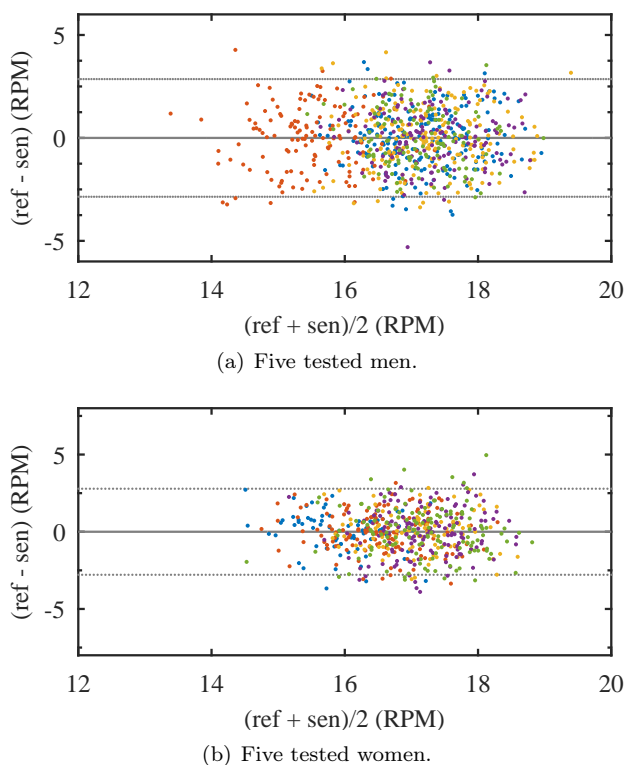 5
0
-5
(ref - sen) (RPM)
12 14 16 18 20
(ref + sen)/2 (RPM)
(a) Five tested men.
5
0
-5
(ref - sen) (RPM)
12 14 16 18 20
(ref + sen)/2 (RPM)
(b) Five tested women.